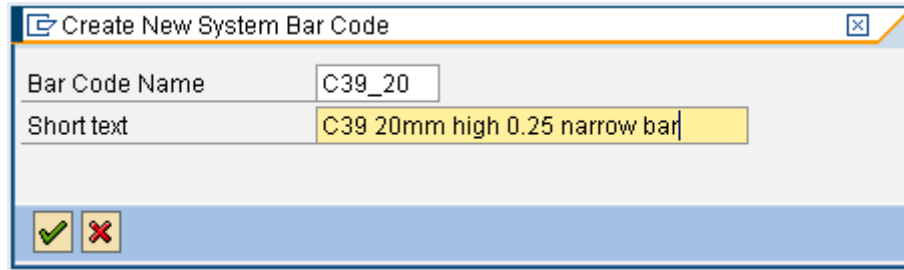 Create New System Bar Code
Bar Code Name C39_20
Short text C39 20mm high 0.25 narrow bar